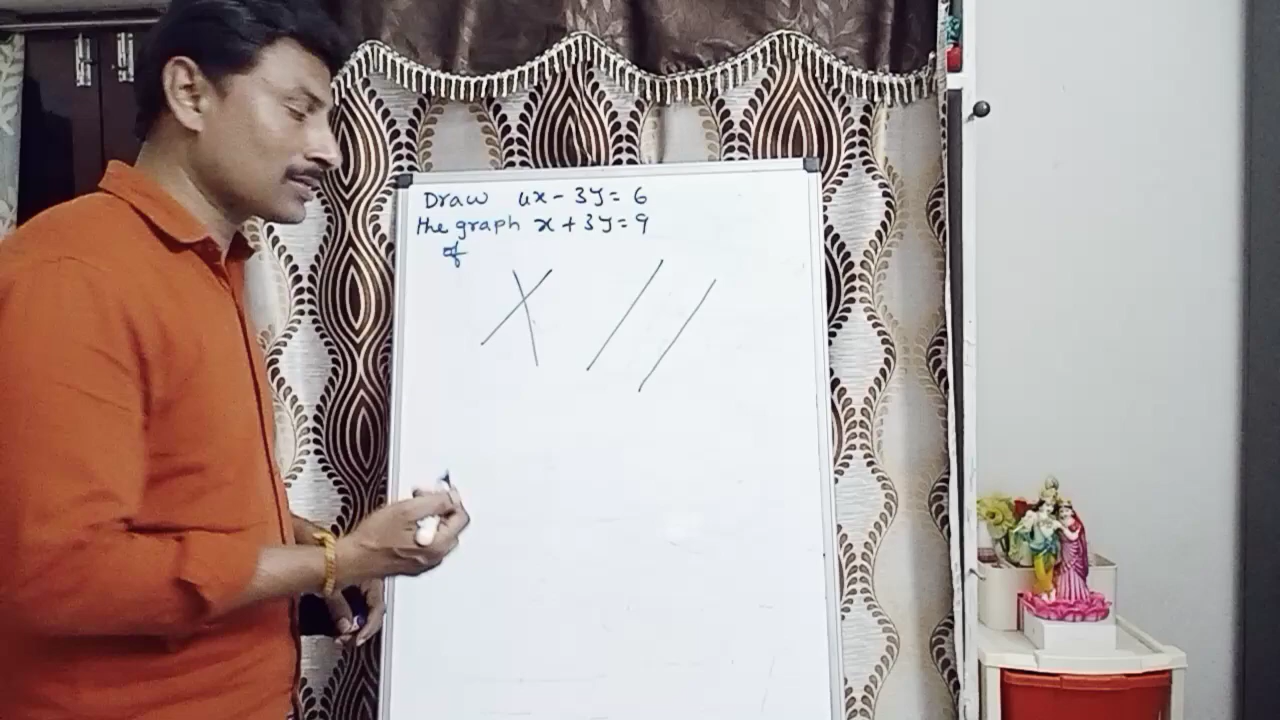 Draw 4x - 3y = 6
the graph x + 3y = 9
of